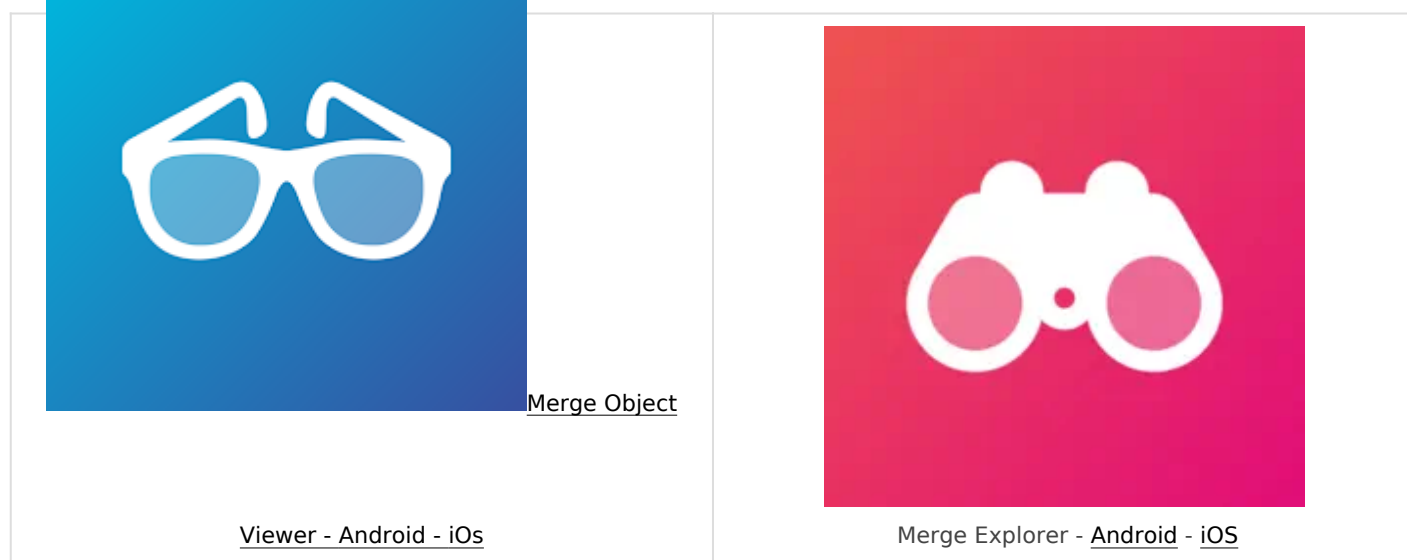 Merge Object
Viewer - Android - iOs
Merge Explorer - Android - iOS